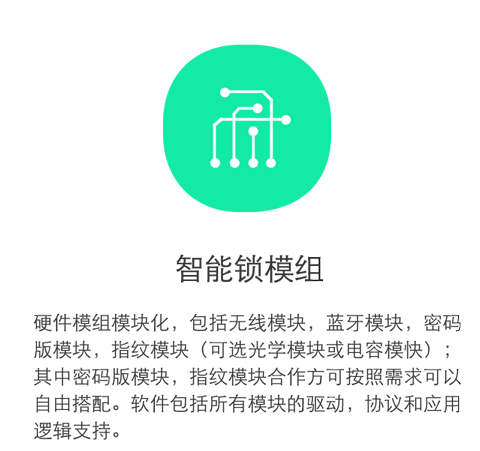 智能锁模组
硬件模组模块化，包括无线模块，蓝牙模块，密码
版模块，指纹模块（可选光学模块或电容模快）；
其中密码版模块，指纹模块合作方可按照需求可以
自由搭配。软件包括所有模块的驱动，协议和应用
逻辑支持。